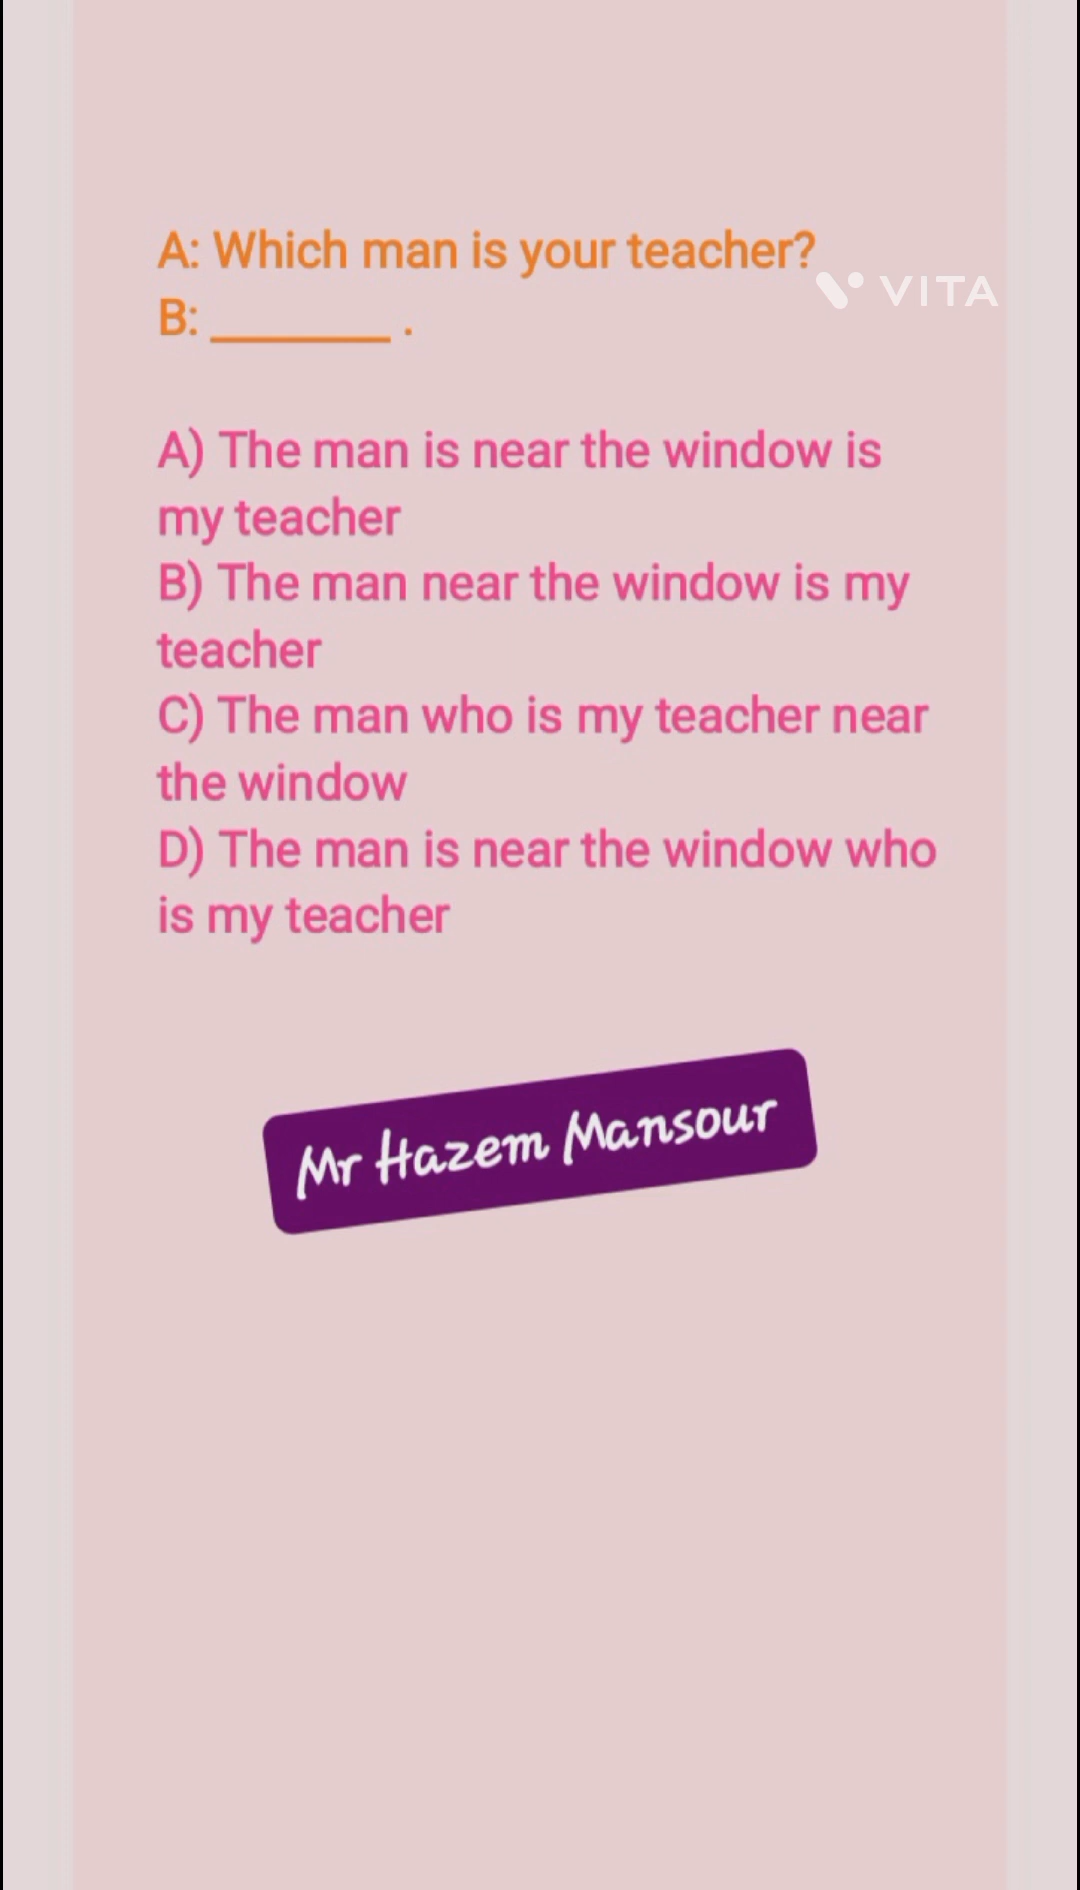 A: Which man is your teacher?
VITA
B: _________ .
A) The man is near the window is
my teacher
B) The man near the window is my
teacher
C) The man who is my teacher near
the window
D) The man is near the window who
is my teacher
Mr Hazem Mansour